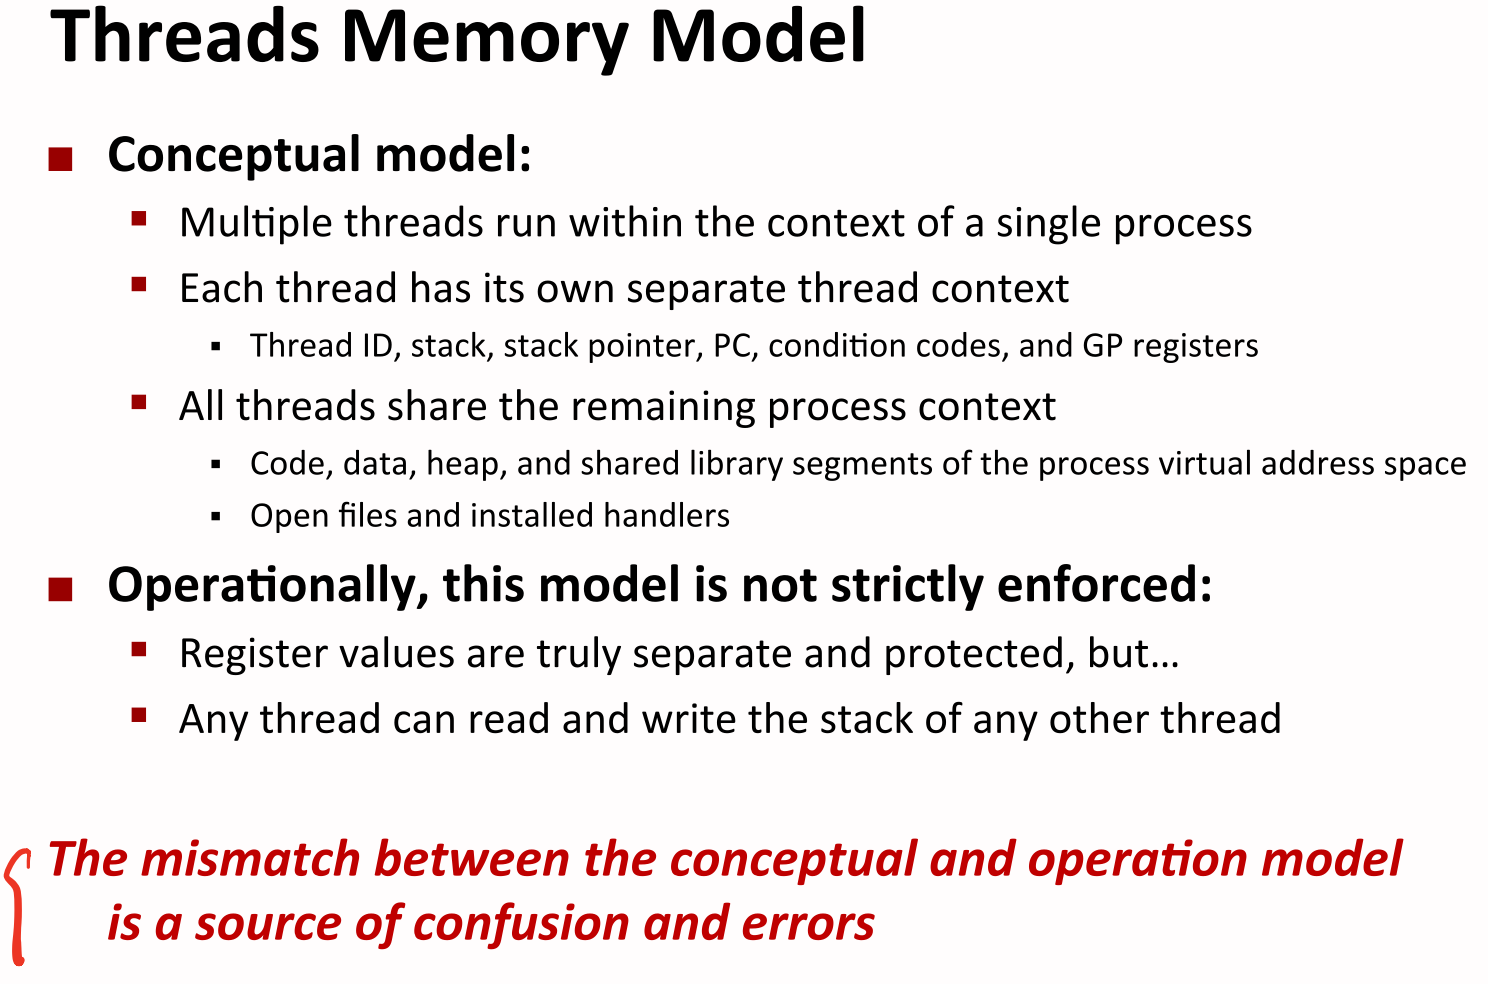 Threads Memory Model
Conceptual model:
Multiple threads run within the context of a single process
Each thread has its own separate thread context
Thread ID, stack, stack pointer, PC, condition codes, and GP registers
All threads share the remaining process context
Code, data, heap, and shared library segments of the process virtual address space
Open files and installed handlers
Operationally, this model is not strictly enforced:
Register values are truly separate and protected, but…
Any thread can read and write the stack of any other thread
The mismatch between the conceptual and operation model
is a source of confusion and errors